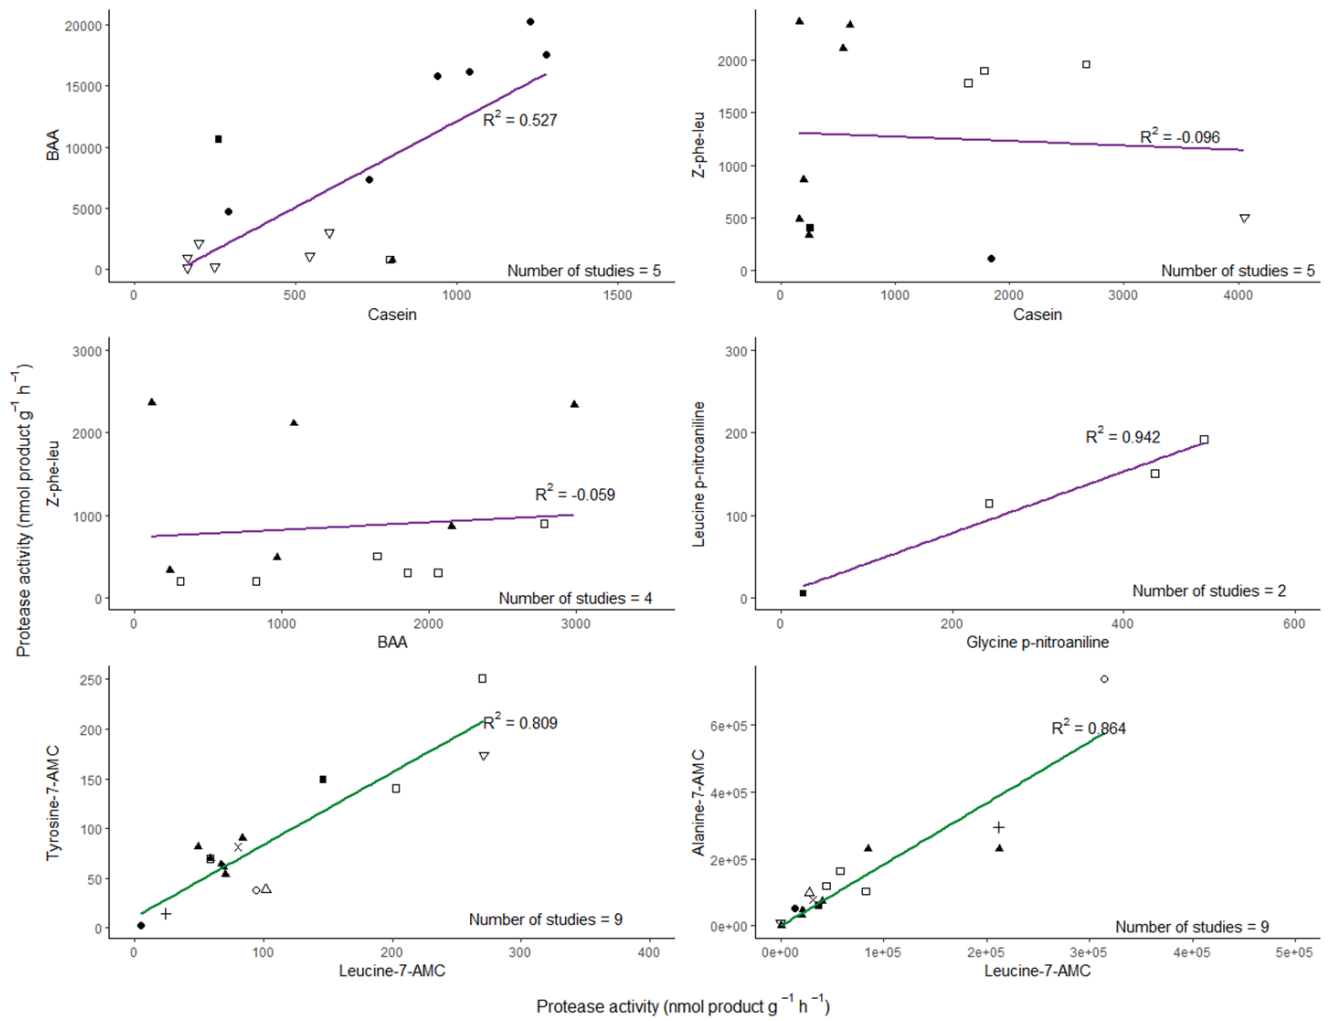 20000
15000
10000
5000
0
BAA
R² = 0.527
Number of studies = 5
0 500 1000 1500
Casein
2000
1500
1000
500
0
Z-phe-leu
R² = -0.096
Number of studies = 5
0 1000 2000 3000 4000
Casein
Protease activity (nmol product g⁻¹ h⁻¹)
3000
2000
1000
0
Z-phe-leu
R² = -0.059
Number of studies = 4
0 1000 2000 3000
BAA
300
200
100
0
Leucine p-nitroaniline
R² = 0.942
Number of studies = 2
0 200 400 600
Glycine p-nitroaniline
250
200
150
100
50
0
Tyrosine-7-AMC
R² = 0.809
Number of studies = 9
0 100 200 300 400
Leucine-7-AMC
6e+05
4e+05
2e+05
0e+00
Alanine-7-AMC
R² = 0.864
Number of studies = 9
0e+00 1e+05 2e+05 3e+05 4e+05 5e+05
Leucine-7-AMC
Protease activity (nmol product g⁻¹ h⁻¹)